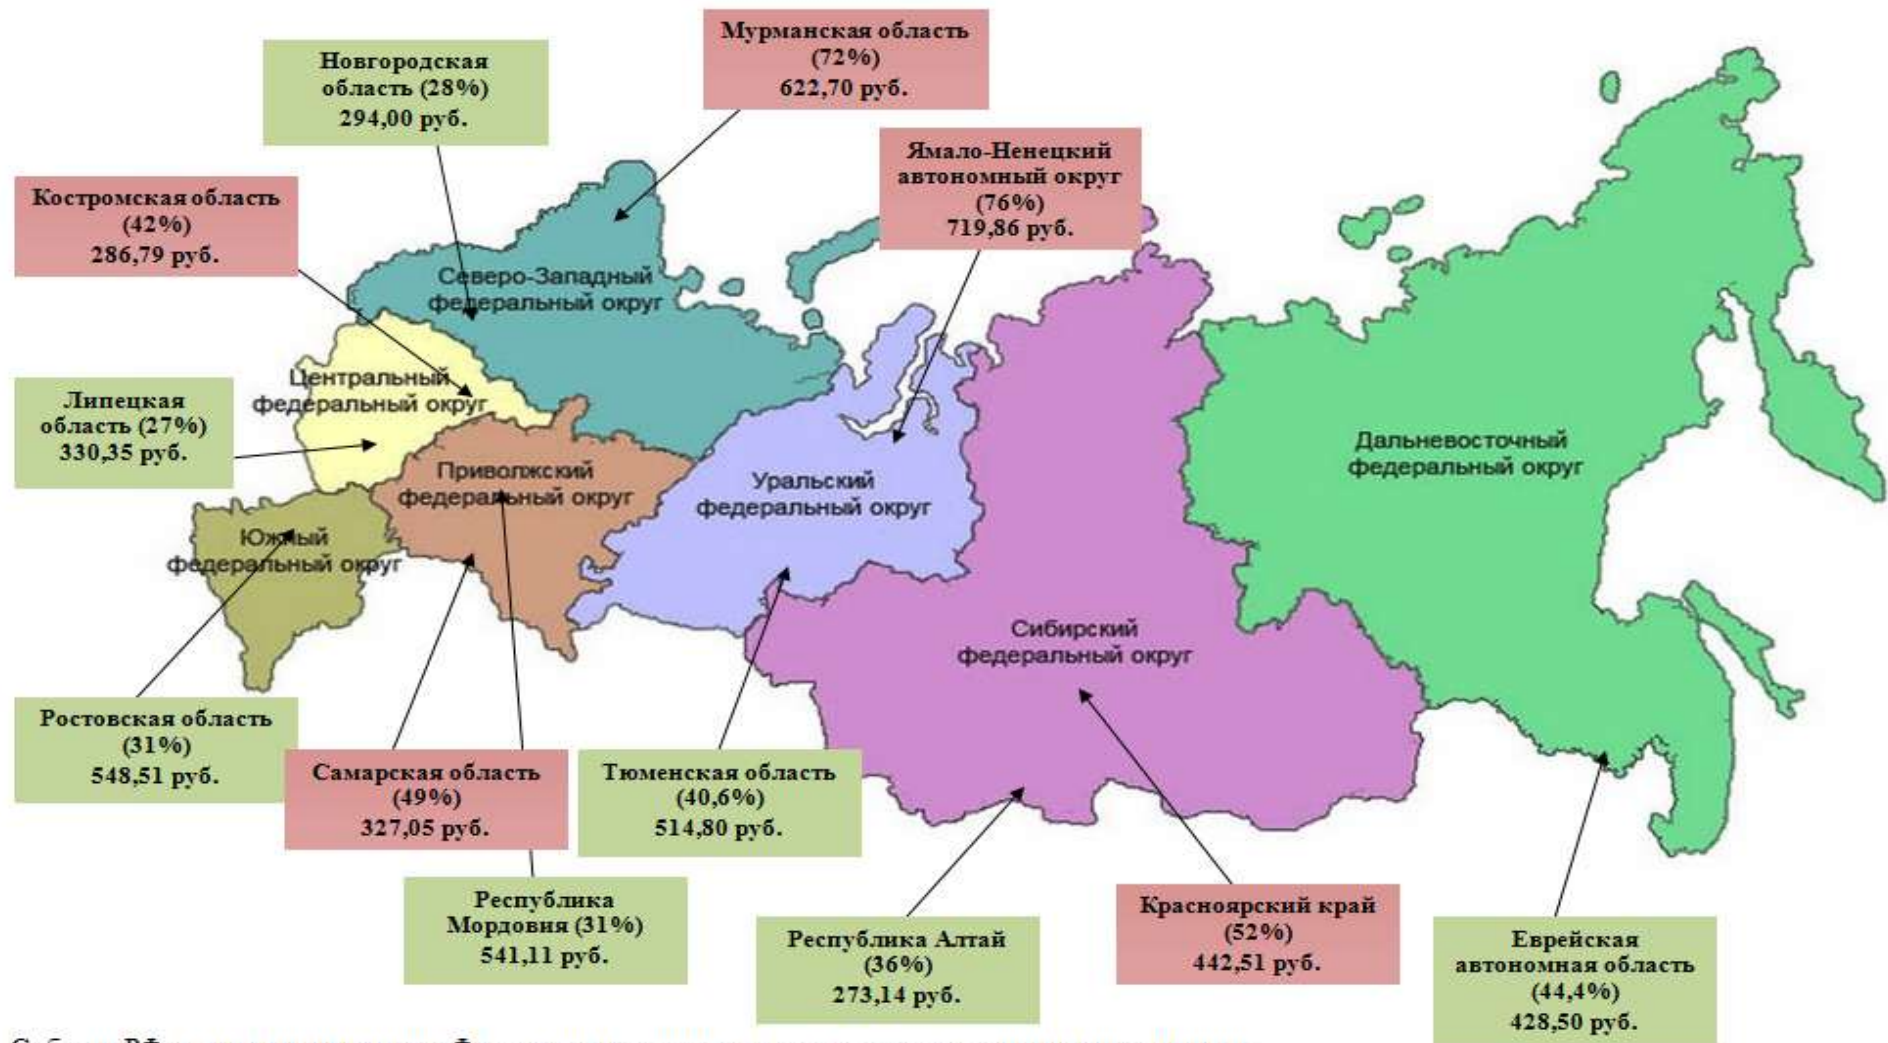 Мурманская область
(72%)
622,70 руб.
Новгородская
область (28%)
294,00 руб.
Ямало-Ненецкий
автономный округ
(76%)
719,86 руб.
Костромская область
(42%)
286,79 руб.
Северо-Западный
федеральный округ
Центральный
федеральный округ
Липецкая
область (27%)
330,35 руб.
Приволжский
федеральный округ
Уральский
федеральный округ
Дальневосточный
федеральный округ
Южный
федеральный округ
Сибирский
федеральный округ
Ростовская область
(31%)
548,51 руб.
Самарская область
(49%)
327,05 руб.
Тюменская область
(40,6%)
514,80 руб.
Республика
Мордовия (31%)
541,11 руб.
Республика Алтай
(36%)
273,14 руб.
Красноярский край
(52%)
442,51 руб.
Еврейская
автономная область
(44,4%)
428,50 руб.